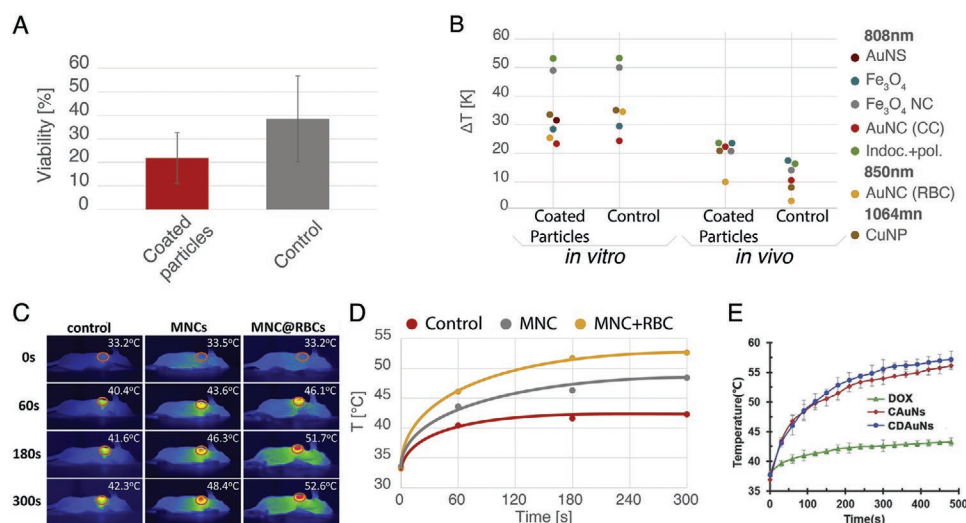 A
Viability [%]
60
50
40
30
20
10
0
Coated
particles
Control
B
ΔT [K]
60
50
40
30
20
10
Coated
Particles
Control
Coated
Particles
Control
in vitro
in vivo
808nm
AuNS
Fe3O4
Fe3O4 NC
AuNC (CC)
Indoc.+pol.
850nm
AuNC (RBC)
1064mn
CuNP
C
control MNCs MNC@RBCs
0s 33.2°C 33.5°C 33.2°C
60s 40.4°C 43.6°C 46.1°C
180s 41.6°C 46.3°C 51.7°C
300s 42.3°C 48.4°C 52.6°C
D
Control MNC MNC+RBC
T [°C]
55
50
45
40
35
30
0 60 120 180 240 300
Time [s]
E
Temperature(°C)
60
55
50
45
40
35
DOX
CAuNs
CDAuNs
0 100 200 300 400 500
Time(s)